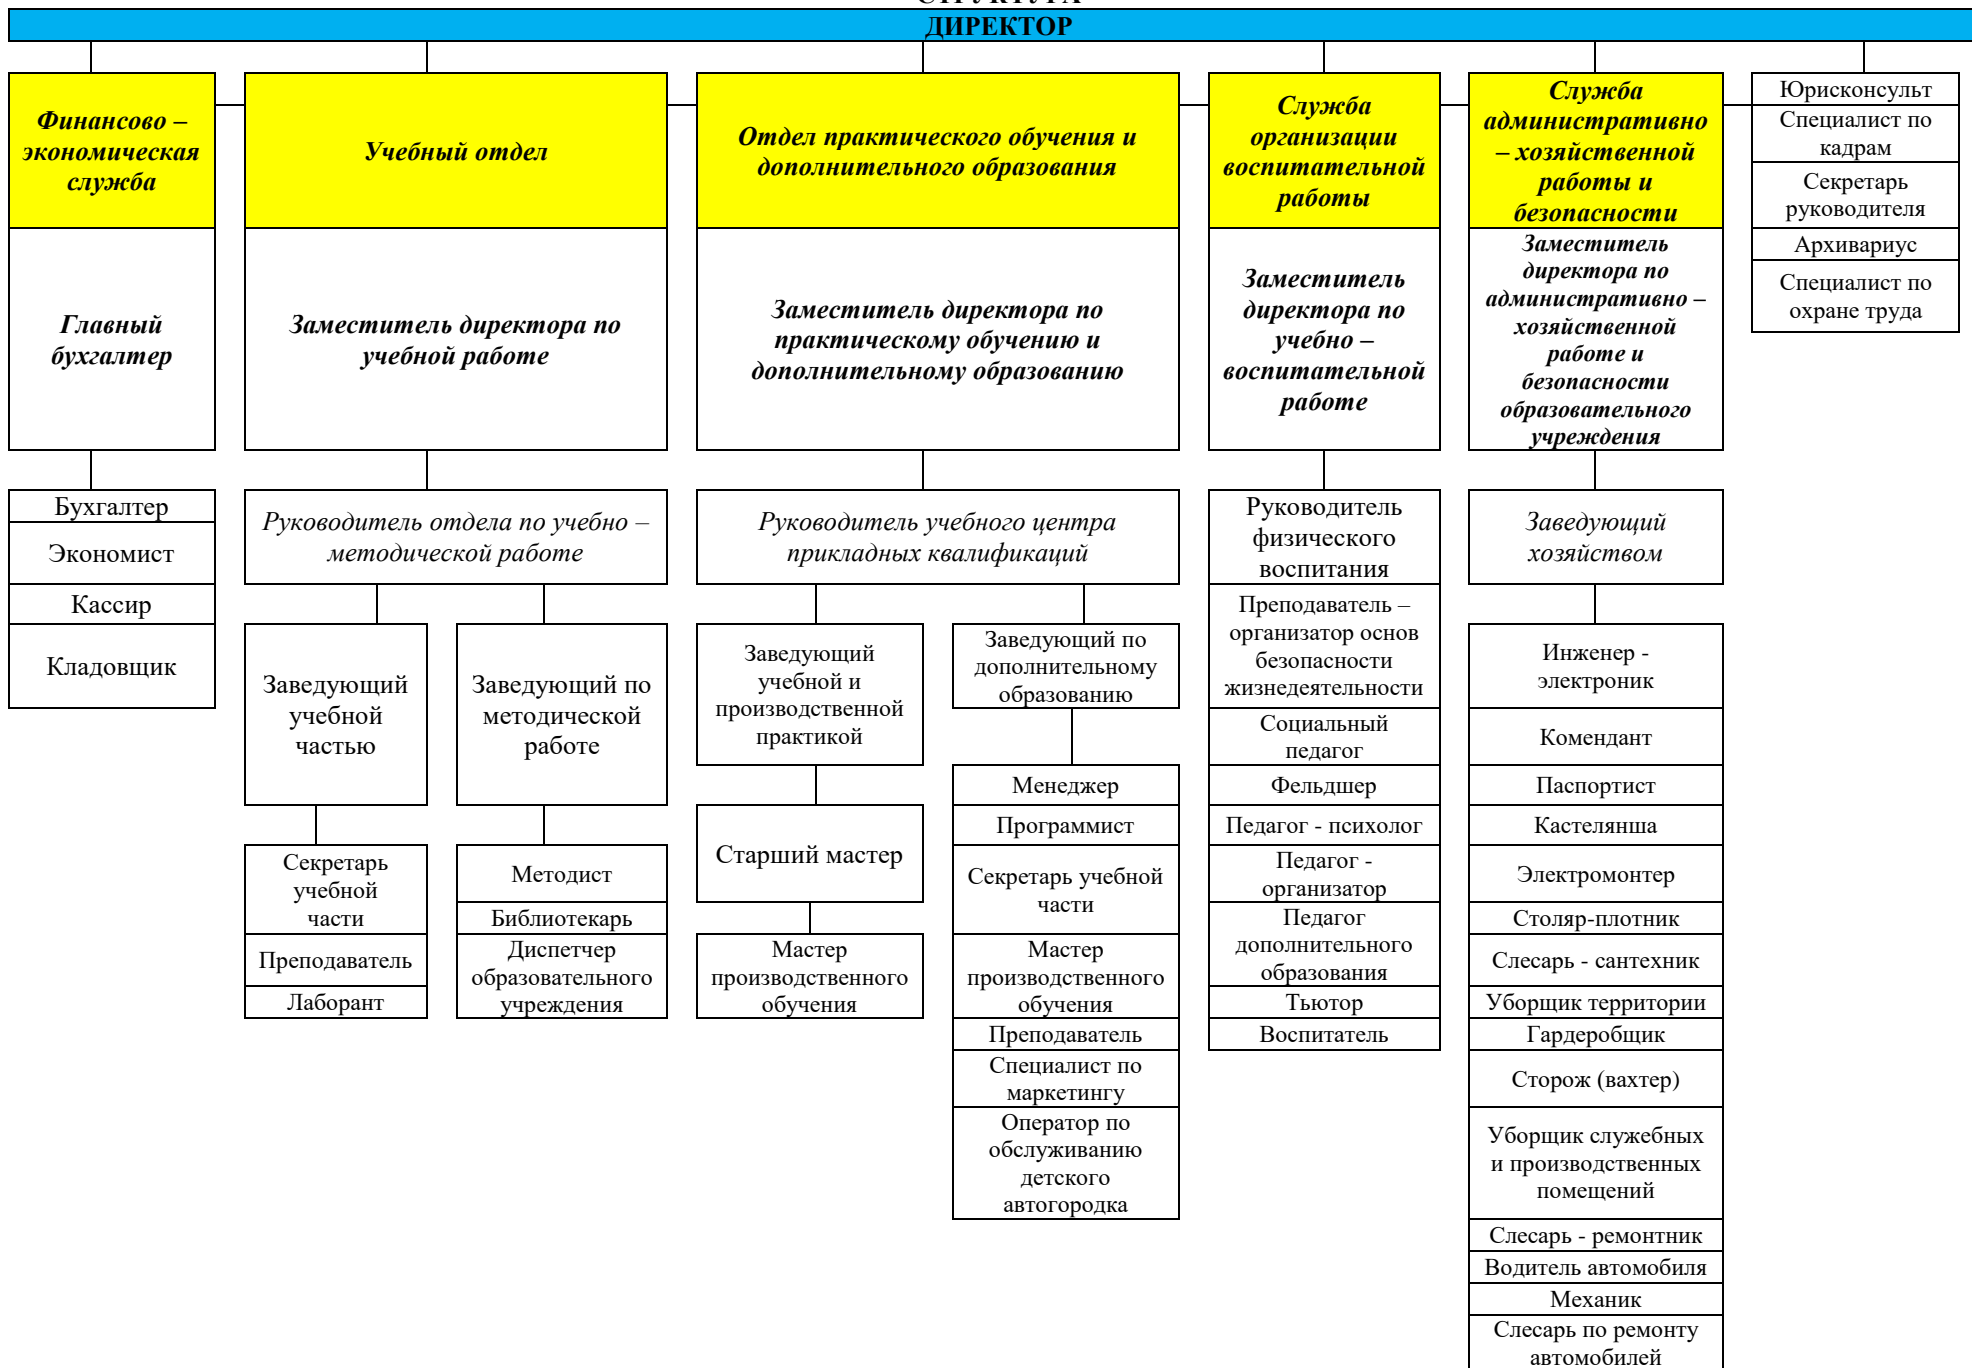 СТРУКТУРА
ДИРЕКТОР
Финансово –
экономическая
служба
Учебный отдел
Отдел практического обучения и
дополнительного образования
Служба
организации
воспитательной
работы
Служба
административно
– хозяйственной
работы и
безопасности
Юрисконсульт
Специалист по
кадрам
Секретарь
руководителя
Архивариус
Специалист по
охране труда
Главный
бухгалтер
Заместитель директора по
учебной работе
Заместитель директора по
практическому обучению и
дополнительному образованию
Заместитель
директора по
учебно –
воспитательной
работе
Заместитель
директора по
административно –
хозяйственной
работе и
безопасности
образовательного
учреждения
Бухгалтер
Экономист
Кассир
Кладовщик
Руководитель отдела по учебно –
методической работе
Заведующий
учебной
частью
Секретарь
учебной
части
Преподаватель
Лаборант
Заведующий по
методической
работе
Методист
Библиотекарь
Диспетчер
образовательного
учреждения
Руководитель учебного центра
прикладных квалификаций
Заведующий
учебной и
производственной
практикой
Старший мастер
Мастер
производственного
обучения
Заведующий по
дополнительному
образованию
Менеджер
Программист
Секретарь учебной
части
Мастер
производственного
обучения
Преподаватель
Специалист по
маркетингу
Оператор по
обслуживанию
детского
автогородка
Руководитель
физического
воспитания
Преподаватель –
организатор основ
безопасности
жизнедеятельности
Социальный
педагог
Фельдшер
Педагог - психолог
Педагог -
организатор
Педагог
дополнительного
образования
Тьютор
Воспитатель
Заведующий
хозяйством
Инженер -
электроник
Комендант
Паспортист
Кастелянша
Электромонтер
Столяр-плотник
Слесарь - сантехник
Уборщик территории
Гардеробщик
Сторож (вахтер)
Уборщик служебных
и производственных
помещений
Слесарь - ремонтник
Водитель автомобиля
Механик
Слесарь по ремонту
автомобилей